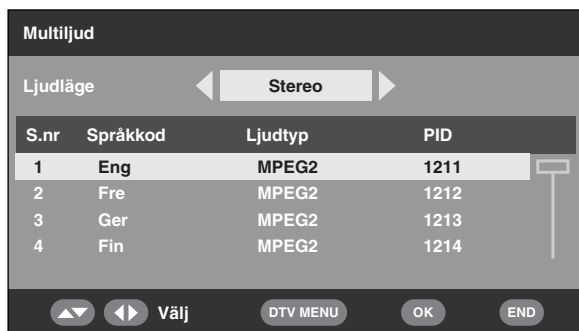 Multiljud
Ljudläge Stereo
S.nr Språkkod Ljudtyp PID
1 Eng MPEG2 1211
2 Fre MPEG2 1212
3 Ger MPEG2 1213
4 Fin MPEG2 1214
Välj DTV MENU OK END